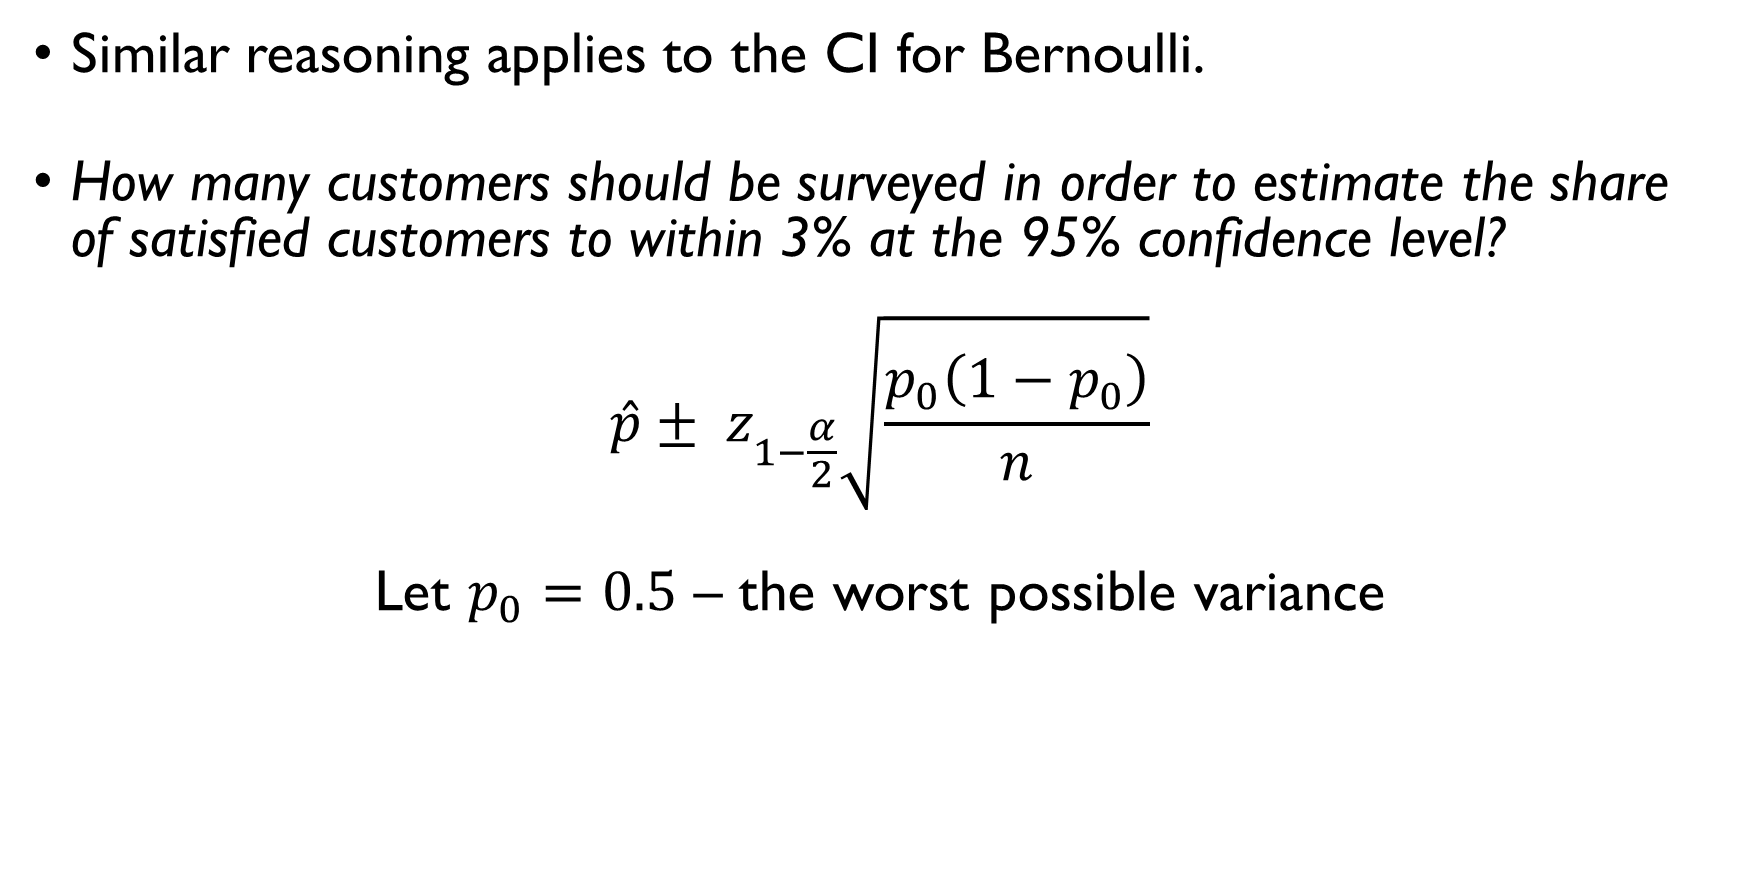 • Similar reasoning applies to the CI for Bernoulli.
• How many customers should be surveyed in order to estimate the share
of satisfied customers to within 3% at the 95% confidence level?
p̂ ± z_{1−α/2} √(p₀(1 − p₀)/n)
Let p₀ = 0.5 – the worst possible variance